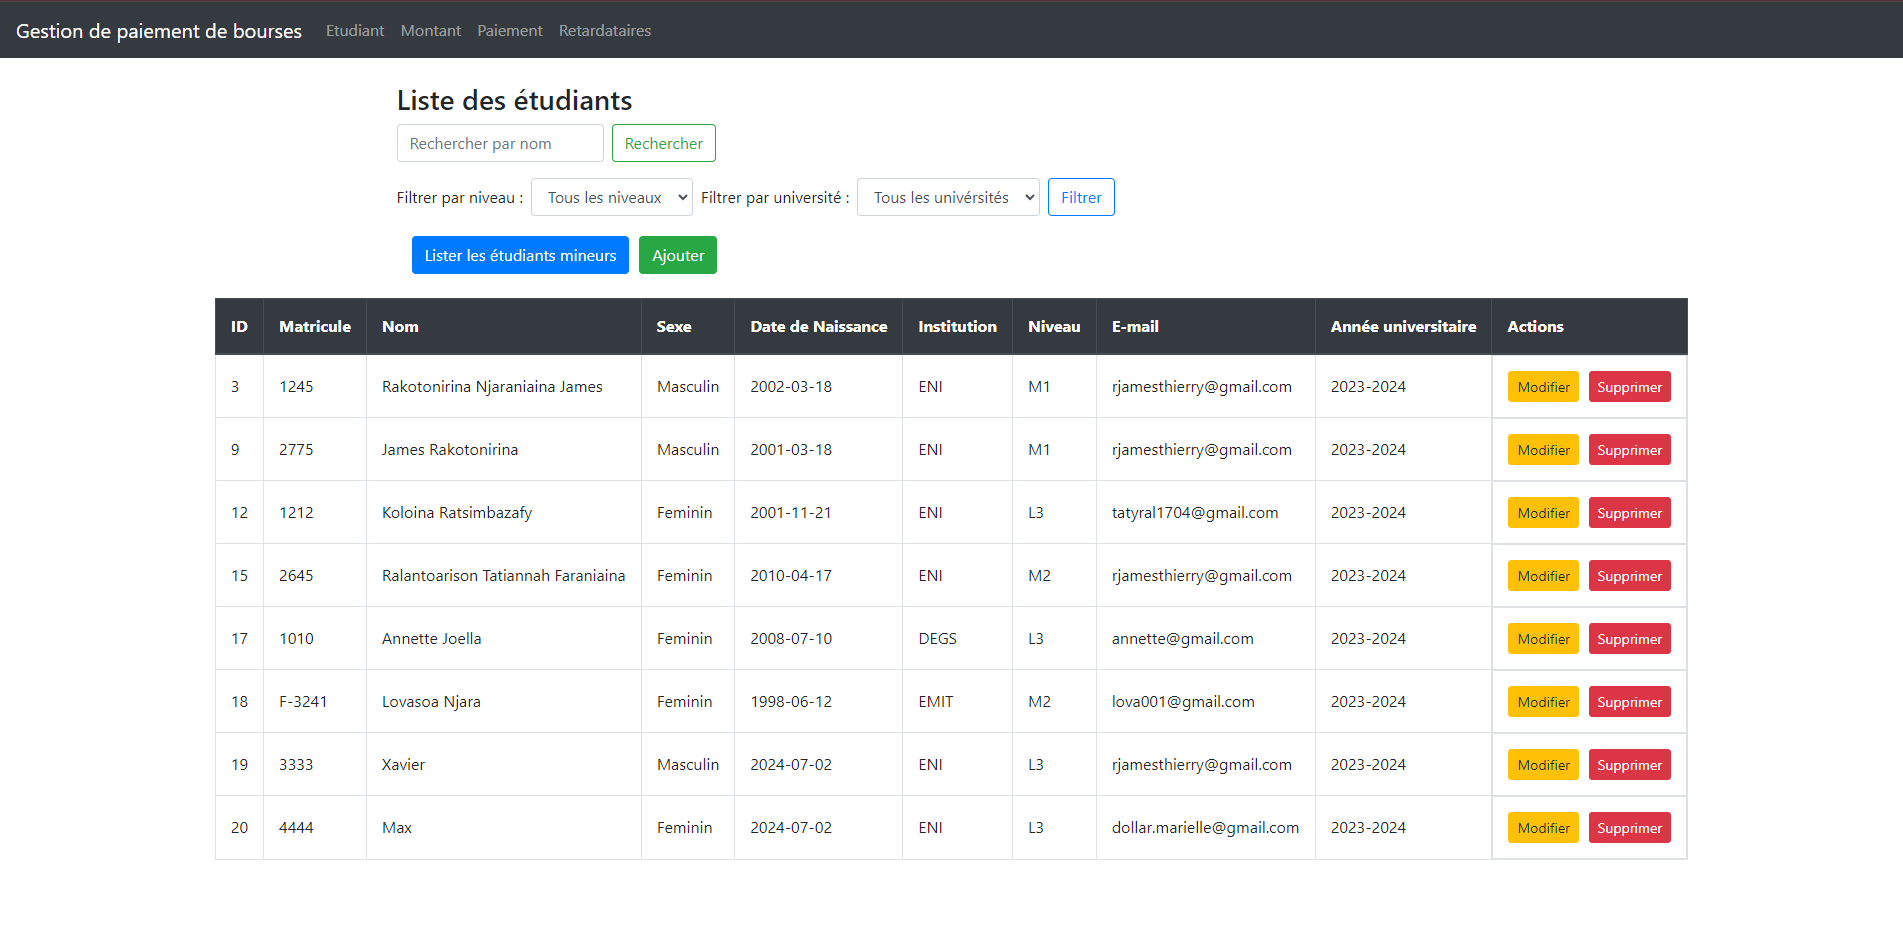 Gestion de paiement de bourses Etudiant Montant Paiement Retardataires
Liste des étudiants
Rechercher par nom Rechercher
Filtrer par niveau : Tous les niveaux Filtrer par université : Tous les univérsités Filtrer
Lister les étudiants mineurs Ajouter
ID Matricule Nom Sexe Date de Naissance Institution Niveau E-mail Année universitaire Actions
3 1245 Rakotonirina Njaraniaina James Masculin 2002-03-18 ENI M1 rjamesthierry@gmail.com 2023-2024 Modifier Supprimer
9 2775 James Rakotonirina Masculin 2001-03-18 ENI M1 rjamesthierry@gmail.com 2023-2024 Modifier Supprimer
12 1212 Koloina Ratsimbazafy Feminin 2001-11-21 ENI L3 tatyral1704@gmail.com 2023-2024 Modifier Supprimer
15 2645 Ralantoarison Tatiannah Faraniaina Feminin 2010-04-17 ENI M2 rjamesthierry@gmail.com 2023-2024 Modifier Supprimer
17 1010 Annette Joella Feminin 2008-07-10 DEGS L3 annette@gmail.com 2023-2024 Modifier Supprimer
18 F-3241 Lovasoa Njara Feminin 1998-06-12 EMIT M2 lova001@gmail.com 2023-2024 Modifier Supprimer
19 3333 Xavier Masculin 2024-07-02 ENI L3 rjamesthierry@gmail.com 2023-2024 Modifier Supprimer
20 4444 Max Feminin 2024-07-02 ENI L3 dollar.marielle@gmail.com 2023-2024 Modifier Supprimer